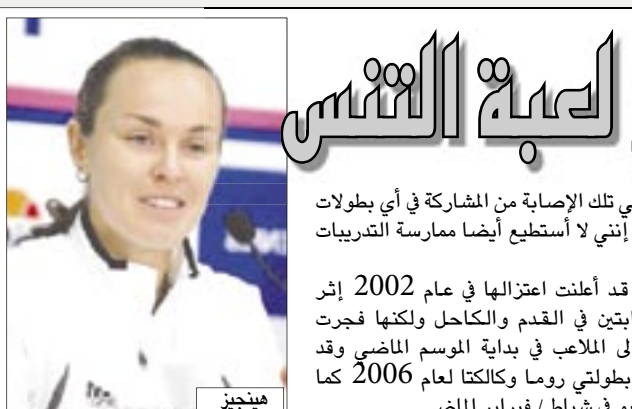 لعبة التنس
ي تلك الإصابة من المشاركة في أي بطولات
إنني لا أستطيع أيضا ممارسة التدريبات
قد أعلنت اعتزالها في عام 2002 إثر
ابتين في القدم والكاحل ولكنها فجرت
لى الملاعب في بداية الموسم الماضي وقد
بطولتي روما وكالكتا لعام 2006 كما
هينجيز